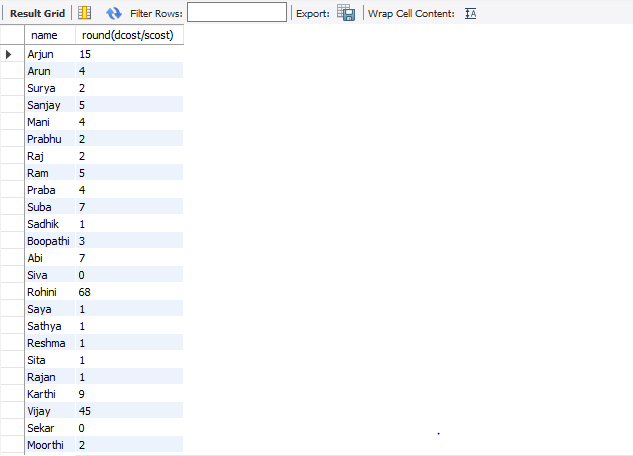 Result Grid Filter Rows: Export: Wrap Cell Content: IA
name round(dcost/scost)
Arjun 15
Arun 4
Surya 2
Sanjay 5
Mani 4
Prabhu 2
Raj 2
Ram 5
Praba 4
Suba 7
Sadhik 1
Boopathi 3
Abi 7
Siva 0
Rohini 68
Saya 1
Sathya 1
Reshma 1
Sita 1
Rajan 1
Karthi 9
Vijay 45
Sekar 0
Moorthi 2